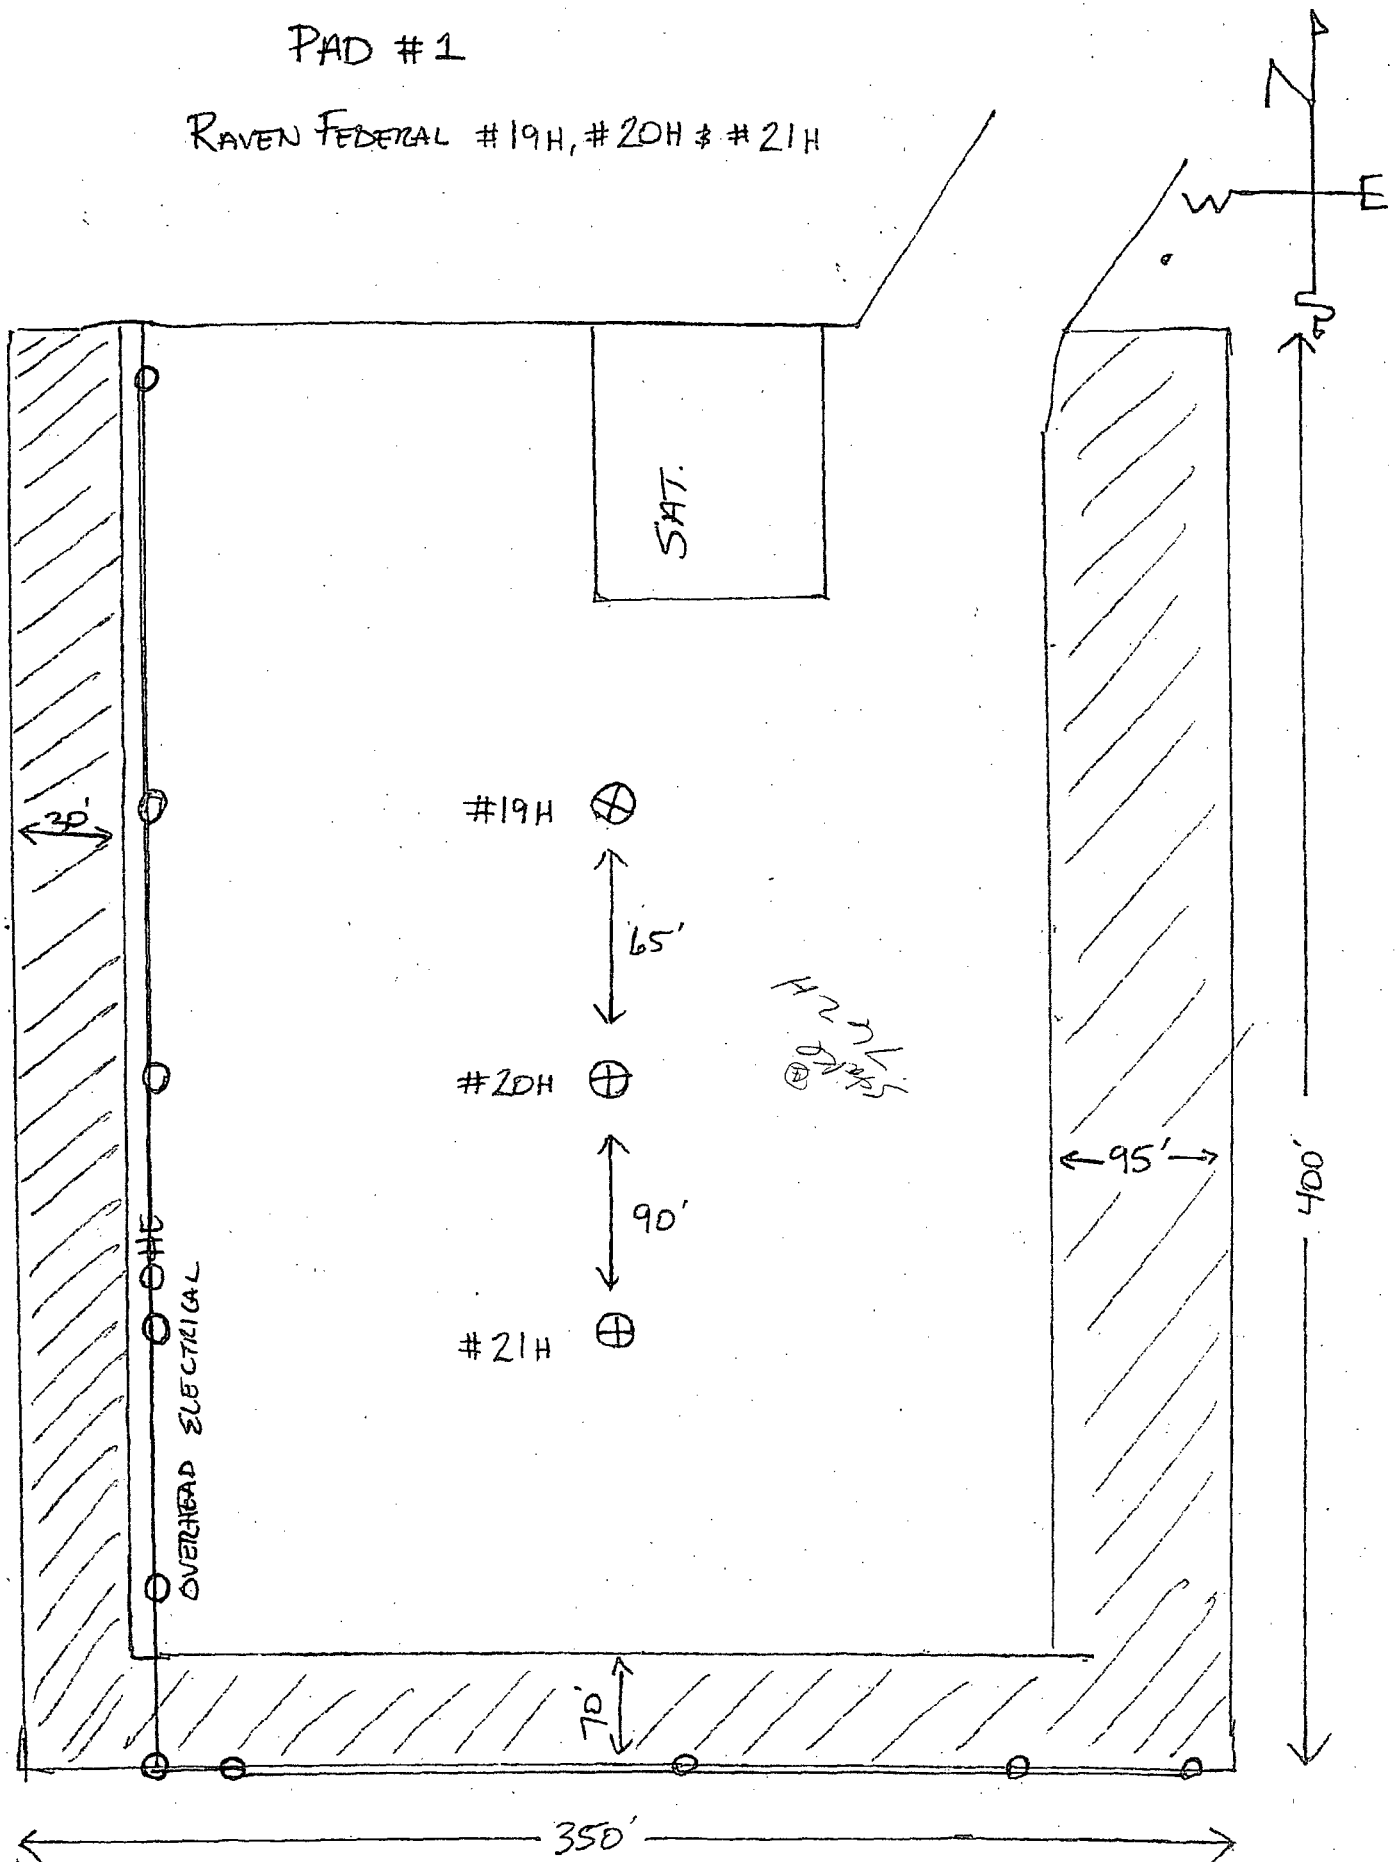 PAD #1
N
RAVEN FEDERAL #19H, #20H & #21H
W E
S
SAT.
#19H
30'
65'
#20H
95'
400'
90'
OHE
#21H
OVERHEAD ELECTRICAL
70'
350'